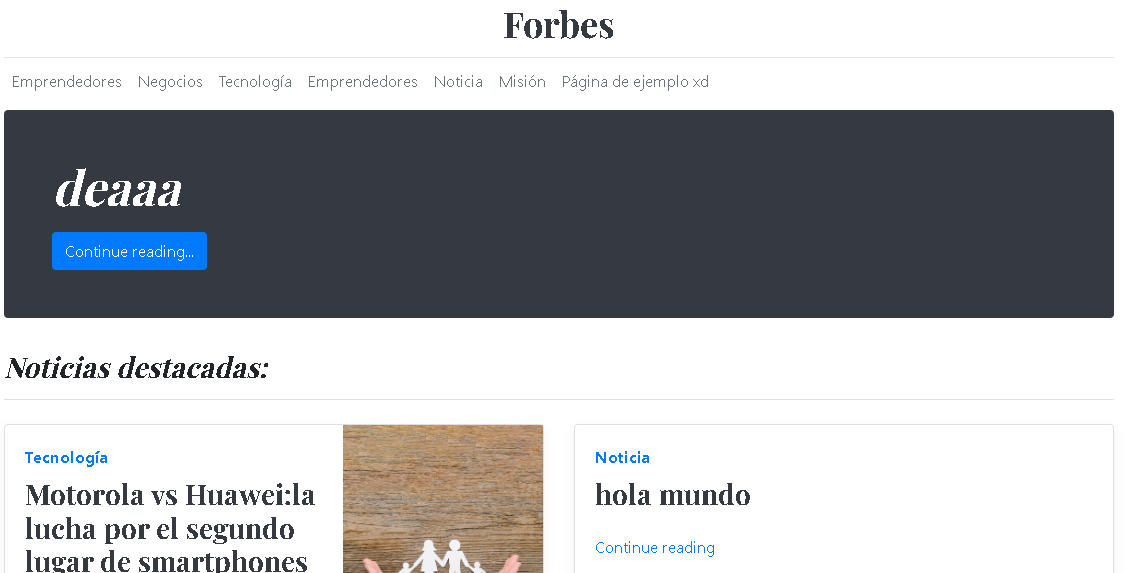 Forbes
Emprendedores Negocios Tecnología Emprendedores Noticia Misión Página de ejemplo xd
deaaa
Continue reading...
Noticias destacadas:
Tecnología
Motorola vs Huawei:la
lucha por el segundo
lugar de smartphones
Noticia
hola mundo
Continue reading